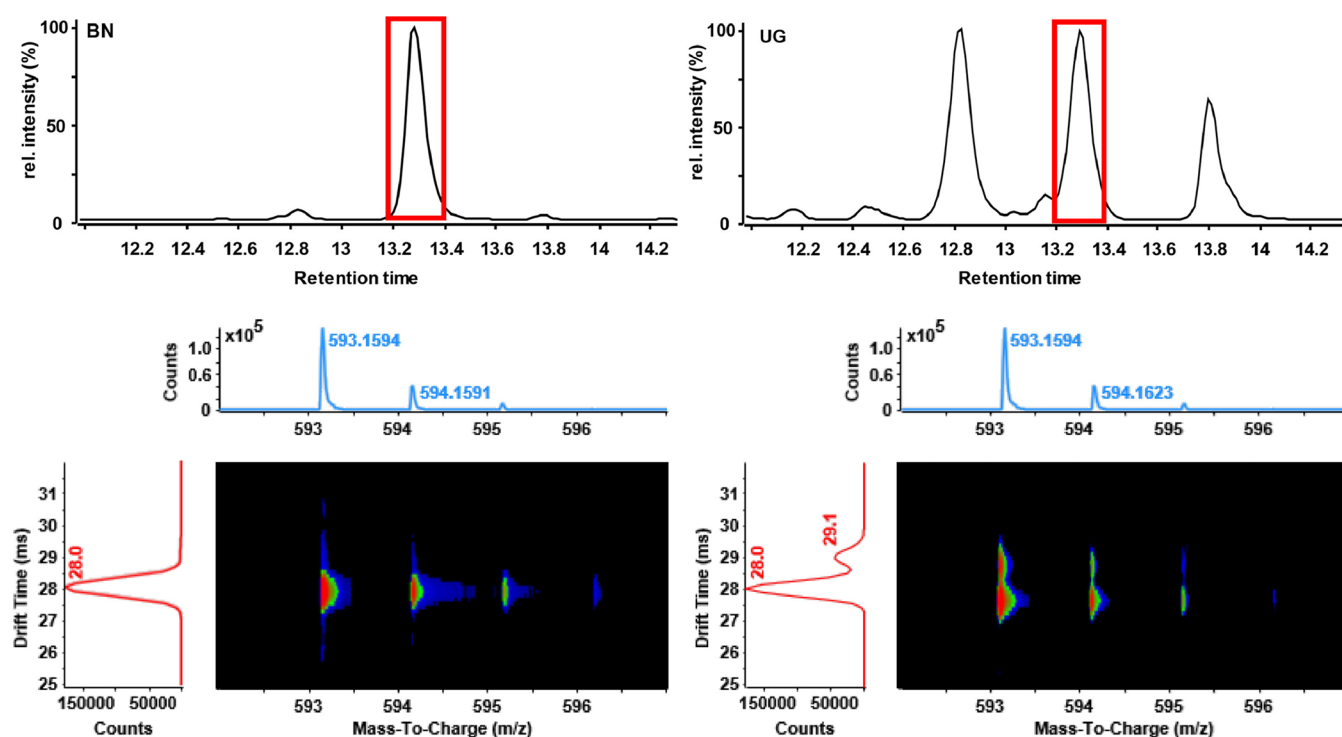 BN
100
50
0
rel. intensity (%)
12.2 12.4 12.6 12.8 13 13.2 13.4 13.6 13.8 14 14.2
Retention time
UG
100
50
0
rel. intensity (%)
12.2 12.4 12.6 12.8 13 13.2 13.4 13.6 13.8 14 14.2
Retention time
x10^5
1.0
0.6
0
Counts
593.1594
594.1591
593 594 595 596
x10^5
1.0
0.6
0
Counts
593.1594
594.1623
593 594 595 596
31
30
29
28
27
26
25
Drift Time (ms)
28.0
150000 50000
Counts
593 594 595 596
Mass-To-Charge (m/z)
31
30
29
28
27
26
25
Drift Time (ms)
28.0
29.1
150000 50000
Counts
593 594 595 596
Mass-To-Charge (m/z)